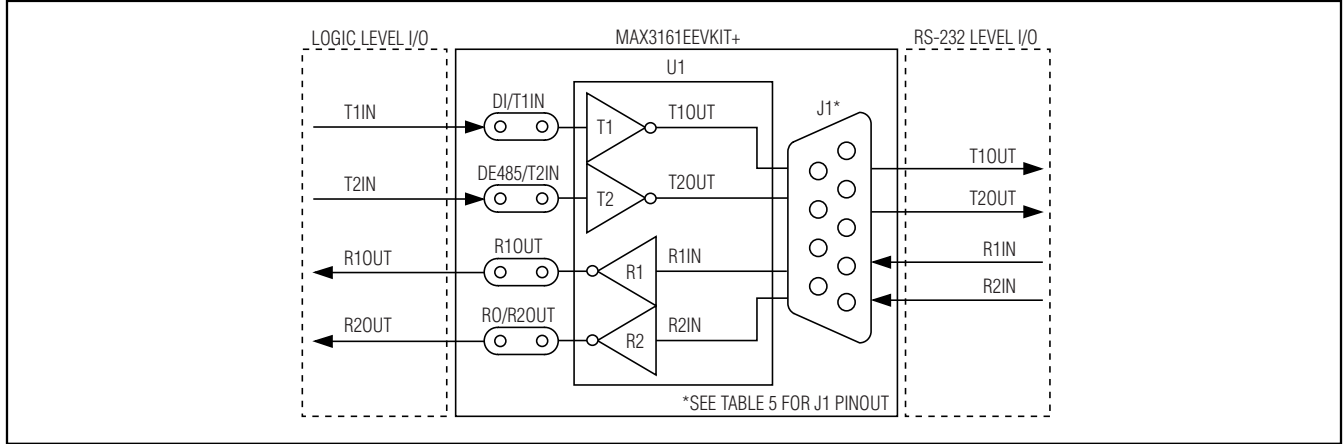 LOGIC LEVEL I/O
MAX3161EEVKIT+
RS-232 LEVEL I/O
U1
T1IN
DI/T1IN
T1
T1OUT
J1*
T1OUT
T2IN
DE485/T2IN
T2
T2OUT
T2OUT
R1OUT
R1OUT
R1
R1IN
R1IN
R2IN
R2OUT
RO/R2OUT
R2
R2IN
*SEE TABLE 5 FOR J1 PINOUT